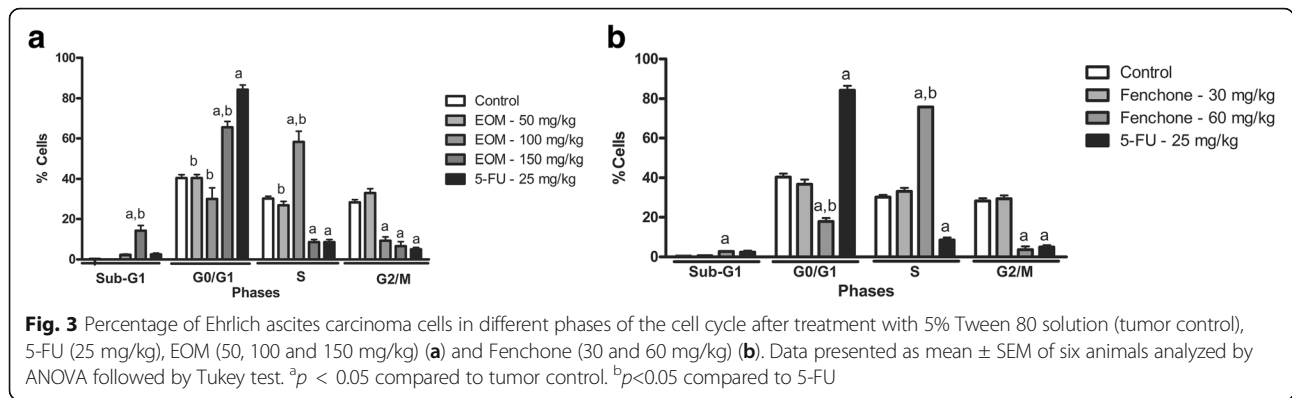 a
100
80
60
40
20
0
% Cells
a,b
b
b
a,b
a
b
a,b
a
a
a
a
a
Sub-G1 G0/G1 S G2/M
Phases
Control
EOM - 50 mg/kg
EOM - 100 mg/kg
EOM - 150 mg/kg
5-FU - 25 mg/kg
b
100
80
60
40
20
0
% Cells
a
a,b
a
a,b
a
a
a
Sub-G1 G0/G1 S G2/M
Phases
Control
Fenchone - 30 mg/kg
Fenchone - 60 mg/kg
5-FU - 25 mg/kg
Fig. 3 Percentage of Ehrlich ascites carcinoma cells in different phases of the cell cycle after treatment with 5% Tween 80 solution (tumor control),
5-FU (25 mg/kg), EOM (50, 100 and 150 mg/kg) (a) and Fenchone (30 and 60 mg/kg) (b). Data presented as mean ± SEM of six animals analyzed by
ANOVA followed by Tukey test. ᵃp < 0.05 compared to tumor control. ᵇp<0.05 compared to 5-FU